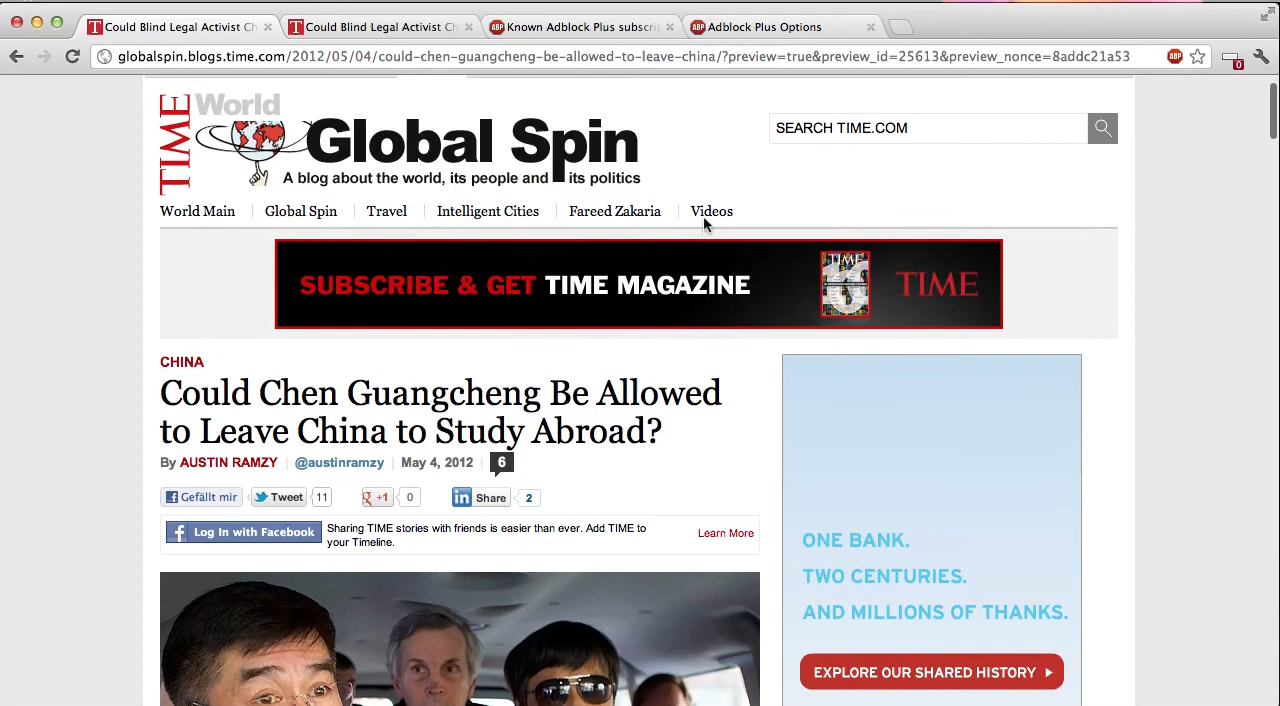 Could Blind Legal Activist Ch
Could Blind Legal Activist Ch
ABP Known Adblock Plus subscri
ABP Adblock Plus Options
globalspin.blogs.time.com/2012/05/04/could-chen-guangcheng-be-allowed-to-leave-china/?preview=true&preview_id=25613&preview_nonce=8addc21a53
ABP
0
TIME World
Global Spin
A blog about the world, its people and its politics
SEARCH TIME.COM
World Main
Global Spin
Travel
Intelligent Cities
Fareed Zakaria
Videos
SUBSCRIBE & GET TIME MAGAZINE
TIME
TIME
CHINA
Could Chen Guangcheng Be Allowed
to Leave China to Study Abroad?
By AUSTIN RAMZY | @austinramzy | May 4, 2012 | 6
Gefällt mir
Tweet 11
+1 0
in Share 2
Log In with Facebook
Sharing TIME stories with friends is easier than ever. Add TIME to
your Timeline.
Learn More
ONE BANK.
TWO CENTURIES.
AND MILLIONS OF THANKS.
EXPLORE OUR SHARED HISTORY